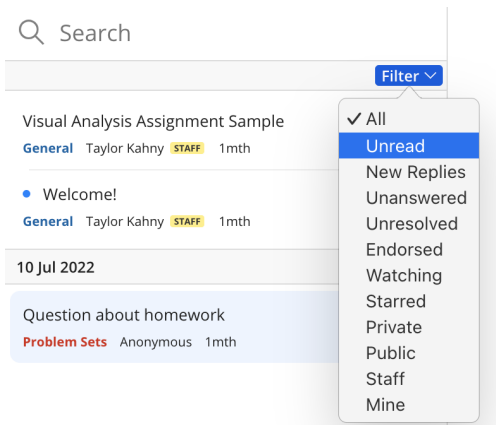 Search
Filter
Visual Analysis Assignment Sample
General Taylor Kahny STAFF 1mth
Welcome!
General Taylor Kahny STAFF 1mth
10 Jul 2022
Question about homework
Problem Sets Anonymous 1mth
All
Unread
New Replies
Unanswered
Unresolved
Endorsed
Watching
Starred
Private
Public
Staff
Mine